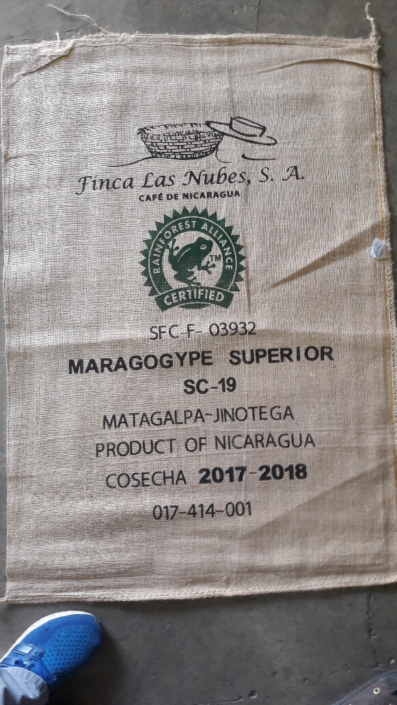 Finca Las Nubes, S. A.
CAFÉ DE NICARAGUA
RAINFOREST ALLIANCE
TM
CERTIFIED
SFC F- 03932
MARAGOGYPE SUPERIOR
SC-19
MATAGALPA-JINOTEGA
PRODUCT OF NICARAGUA
COSECHA 2017-2018
017-414-001